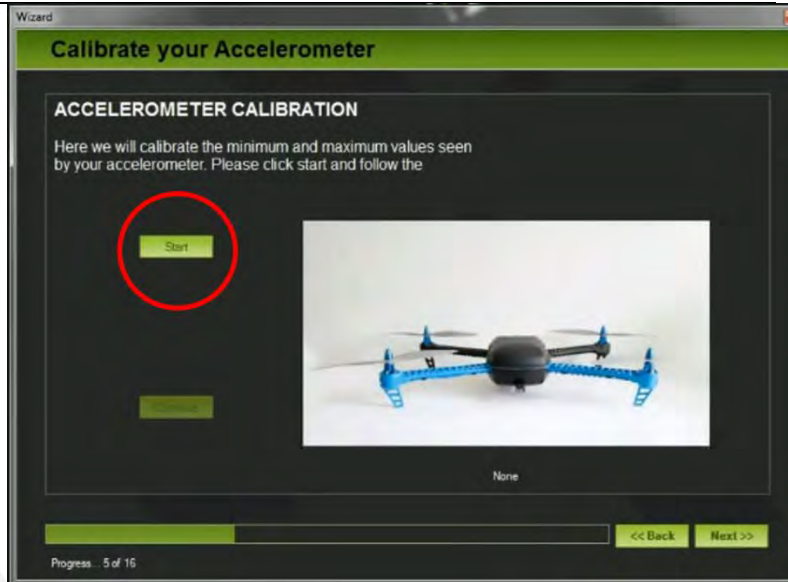 Wizard
Calibrate your Accelerometer
ACCELEROMETER CALIBRATION
Here we will calibrate the minimum and maximum values seen
by your accelerometer. Please click start and follow the
Start
None
<< Back
Next >>
Progress... 5 of 16